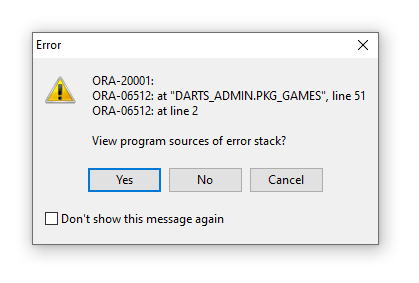 Error
ORA-20001:
ORA-06512: at "DARTS_ADMIN.PKG_GAMES", line 51
ORA-06512: at line 2
View program sources of error stack?
Yes No Cancel
Don't show this message again